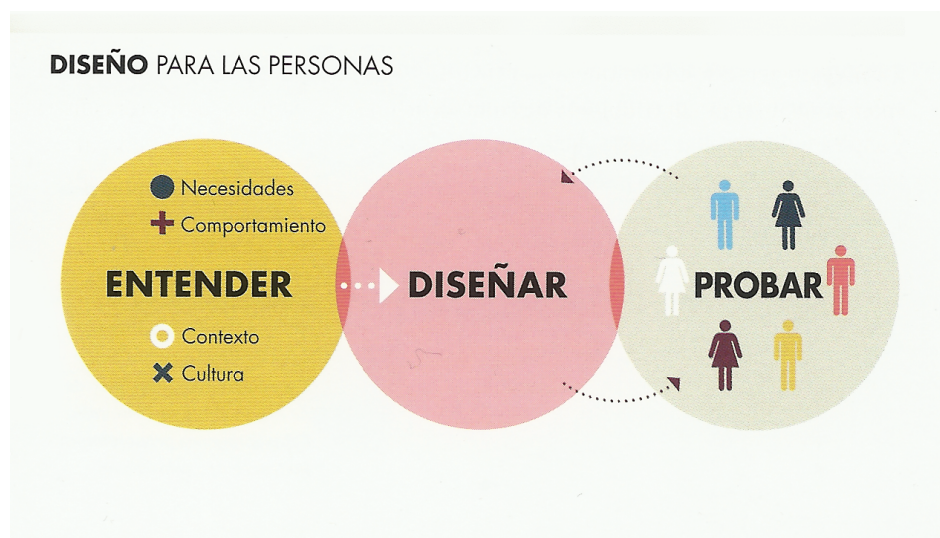 DISEÑO PARA LAS PERSONAS
Necesidades
Comportamiento
ENTENDER
Contexto
Cultura
DISEÑAR
PROBAR